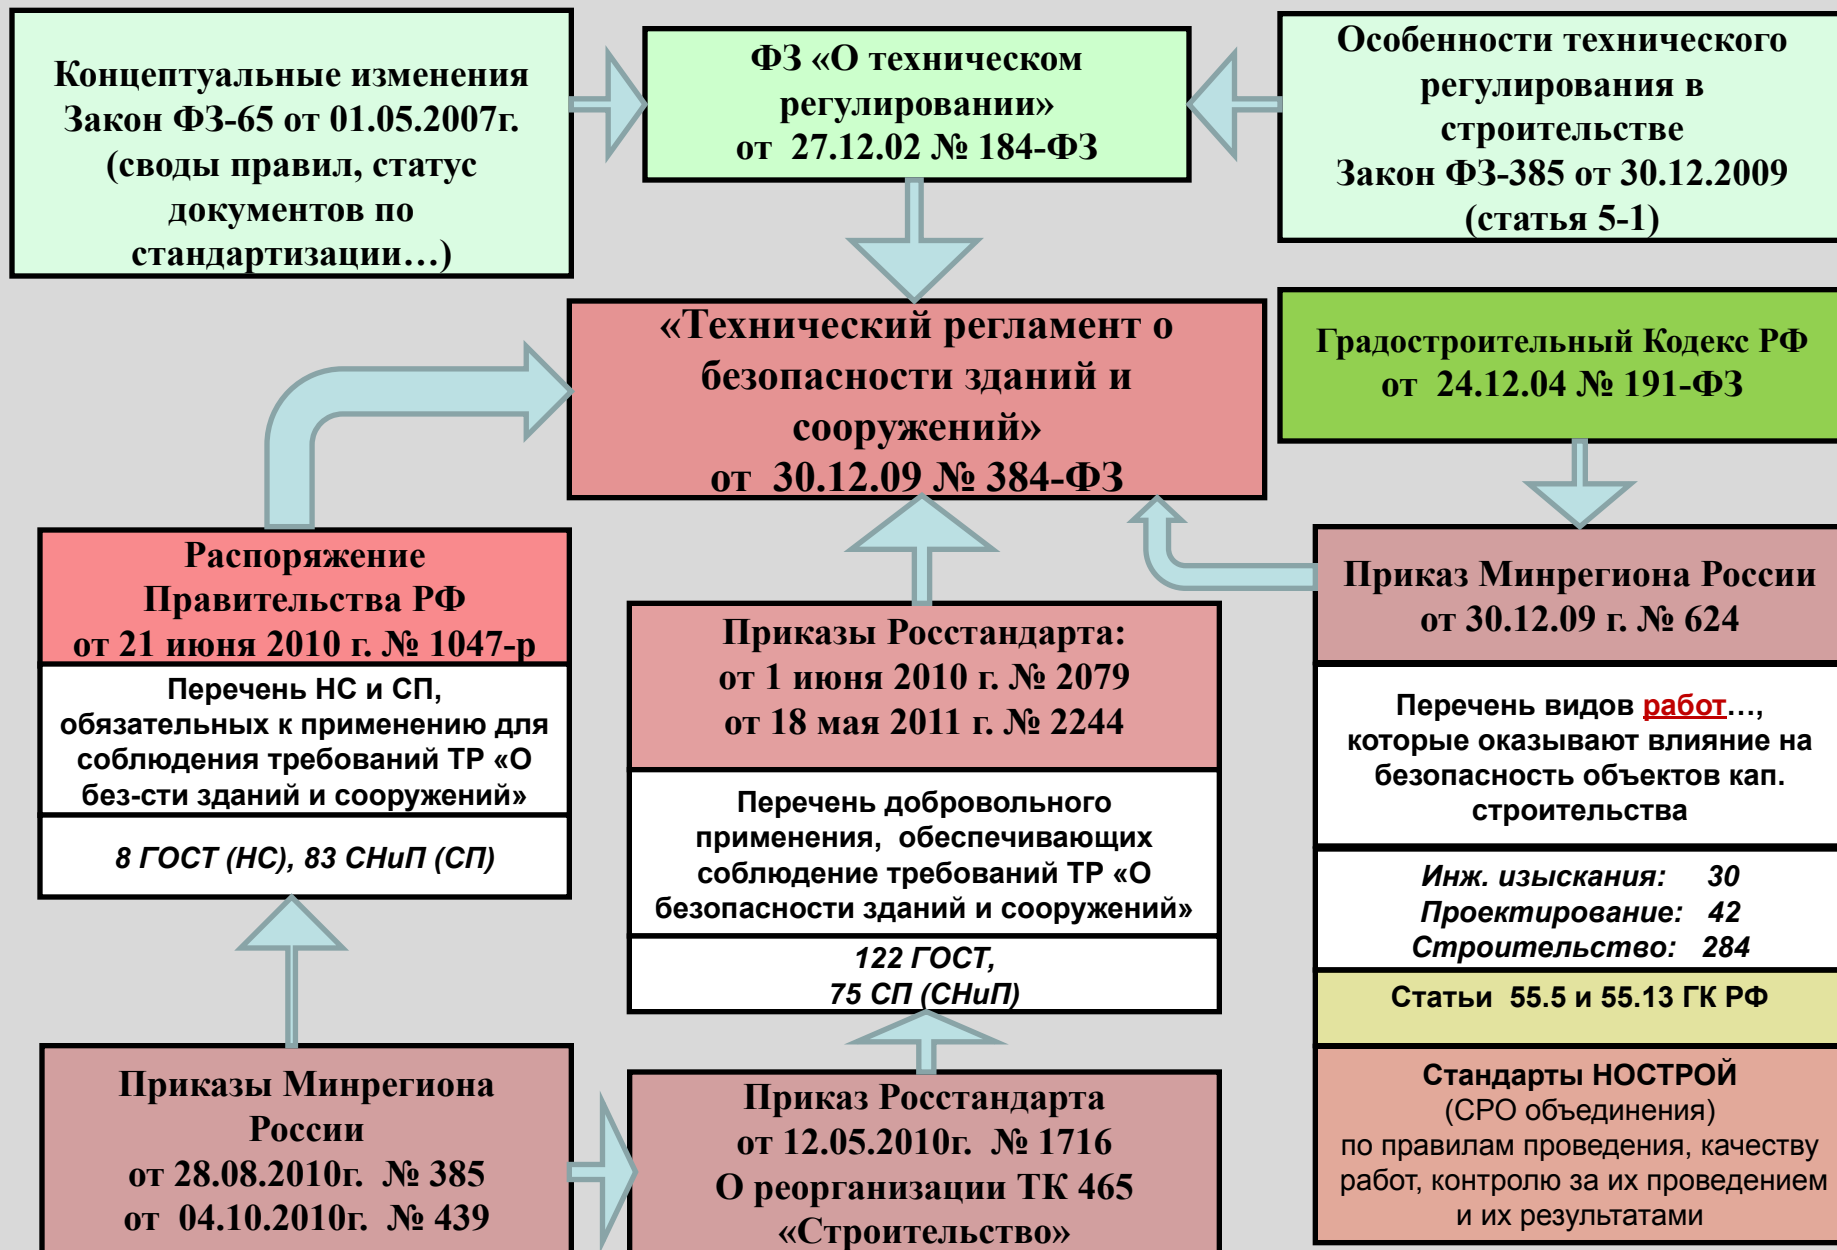 Концептуальные изменения
Закон ФЗ-65 от 01.05.2007г.
(своды правил, статус
документов по
стандартизации…)
ФЗ «О техническом
регулировании»
от 27.12.02 № 184-ФЗ
Особенности технического
регулирования в
строительстве
Закон ФЗ-385 от 30.12.2009
(статья 5-1)
«Технический регламент о
безопасности зданий и
сооружений»
от 30.12.09 № 384-ФЗ
Градостроительный Кодекс РФ
от 24.12.04 № 191-ФЗ
Распоряжение
Правительства РФ
от 21 июня 2010 г. № 1047-р
Перечень НС и СП,
обязательных к применению для
соблюдения требований ТР «О
без-сти зданий и сооружений»
8 ГОСТ (НС), 83 СНиП (СП)
Приказы Росстандарта:
от 1 июня 2010 г. № 2079
от 18 мая 2011 г. № 2244
Перечень добровольного
применения, обеспечивающих
соблюдение требований ТР «О
безопасности зданий и сооружений»
122 ГОСТ,
75 СП (СНиП)
Приказ Минрегиона России
от 30.12.09 г. № 624
Перечень видов работ…,
которые оказывают влияние на
безопасность объектов кап.
строительства
Инж. изыскания: 30
Проектирование: 42
Строительство: 284
Статьи 55.5 и 55.13 ГК РФ
Стандарты НОСТРОЙ
(СРО объединения)
по правилам проведения, качеству
работ, контролю за их проведением
и их результатами
Приказы Минрегиона
России
от 28.08.2010г. № 385
от 04.10.2010г. № 439
Приказ Росстандарта
от 12.05.2010г. № 1716
О реорганизации ТК 465
«Строительство»